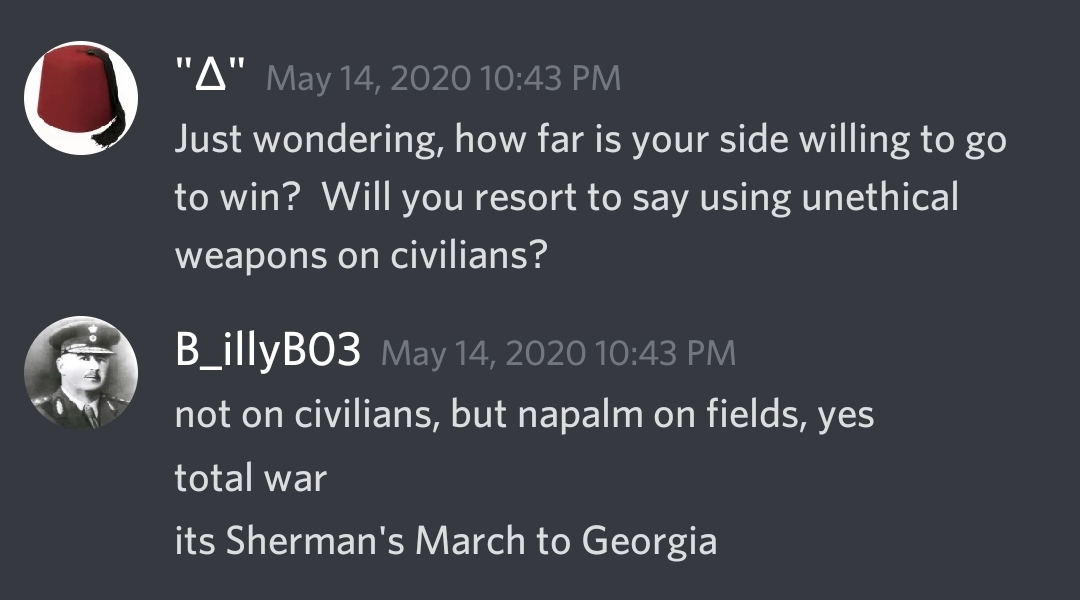 "Δ" May 14, 2020 10:43 PM
Just wondering, how far is your side willing to go
to win?  Will you resort to say using unethical
weapons on civilians?
B_illyB03 May 14, 2020 10:43 PM
not on civilians, but napalm on fields, yes
total war
its Sherman's March to Georgia